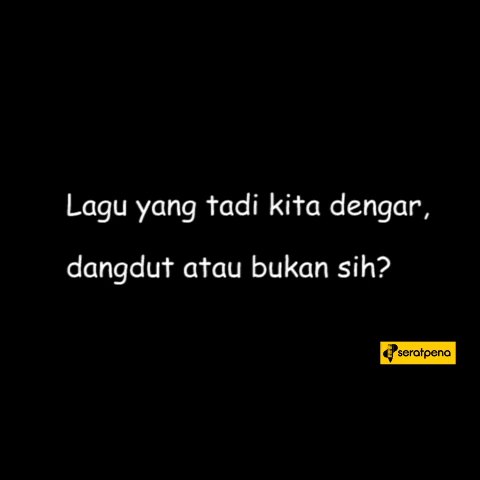 Lagu yang tadi kita dengar,
dangdut atau bukan sih?
seratpena